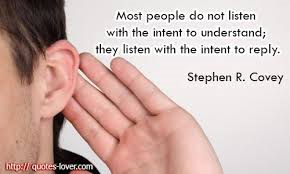 Most people do not listen
with the intent to understand;
they listen with the intent to reply.
Stephen R. Covey
http://quotes-lover.com